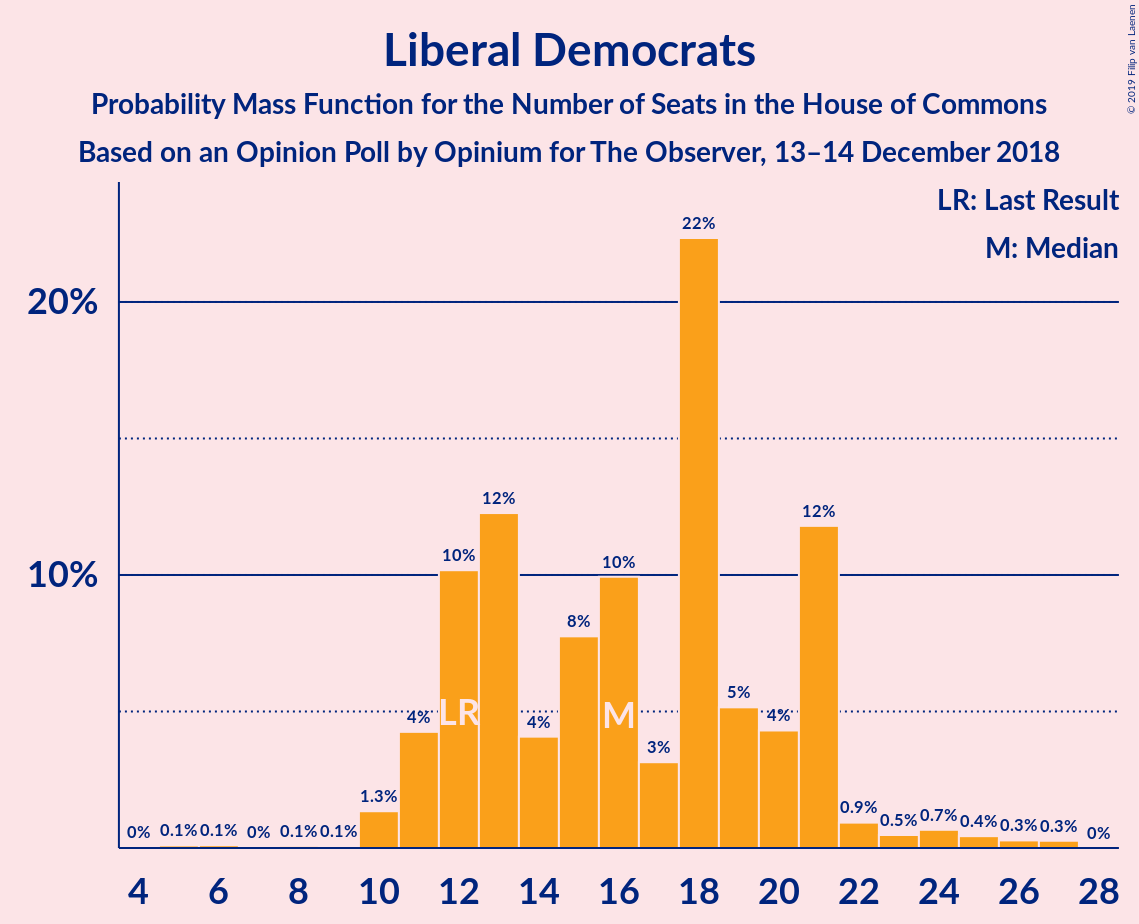 Liberal Democrats
Probability Mass Function for the Number of Seats in the House of Commons
Based on an Opinion Poll by Opinium for The Observer, 13–14 December 2018
© 2019 Filip van Laenen
LR: Last Result
M: Median
20%
10%
0% 0.1% 0.1% 0% 0.1% 0.1% 1.3% 4% 10% 12% 4% 8% 10% 3% 22% 5% 4% 12% 0.9% 0.5% 0.7% 0.4% 0.3% 0.3% 0%
LR M
4 6 8 10 12 14 16 18 20 22 24 26 28